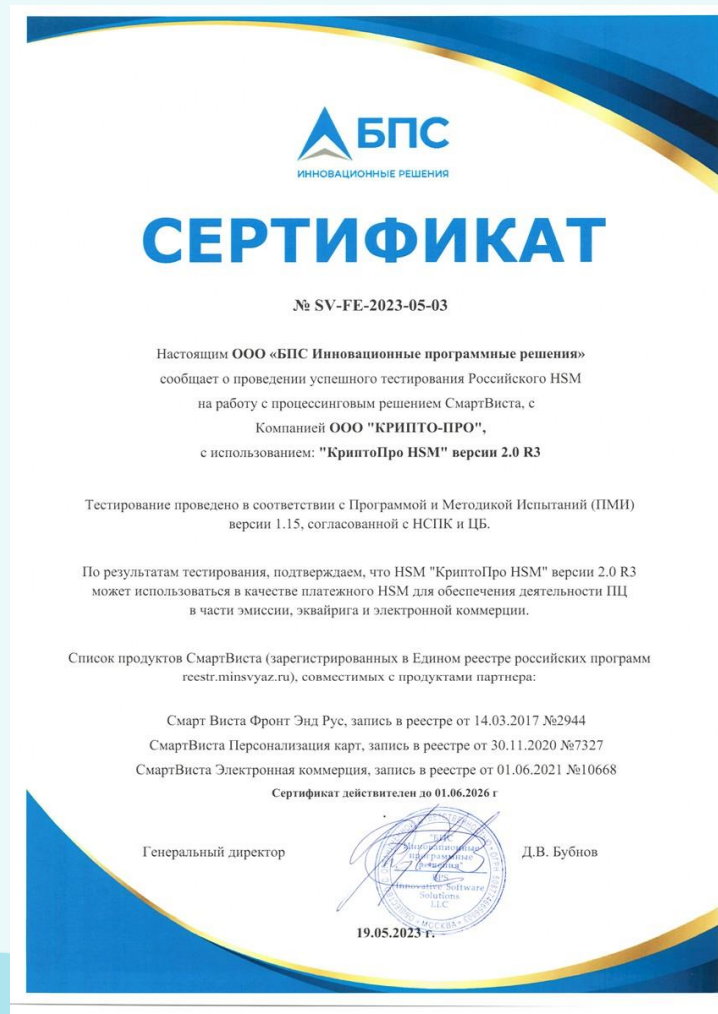 БПС
ИННОВАЦИОННЫЕ РЕШЕНИЯ
СЕРТИФИКАТ
№ SV-FE-2023-05-03
Настоящим ООО «БПС Инновационные программные решения»
сообщает о проведении успешного тестирования Российского HSM
на работу с процессинговым решением СмартВиста, с
Компанией ООО "КРИПТО-ПРО",
с использованием: "КриптоПро HSM" версии 2.0 R3
Тестирование проведено в соответствии с Программой и Методикой Испытаний (ПМИ)
версии 1.15, согласованной с НСПК и ЦБ.
По результатам тестирования, подтверждаем, что HSM "КриптоПро HSM" версии 2.0 R3
может использоваться в качестве платежного HSM для обеспечения деятельности ПЦ
в части эмиссии, эквайрига и электронной коммерции.
Список продуктов СмартВиста (зарегистрированных в Едином реестре российских программ
reestr.minsvyaz.ru), совместимых с продуктами партнера:
Смарт Виста Фронт Энд Рус, запись в реестре от 14.03.2017 №2944
СмартВиста Персонализация карт, запись в реестре от 30.11.2020 №7327
СмартВиста Электронная коммерция, запись в реестре от 01.06.2021 №10668
Сертификат действителен до 01.06.2026 г
Генеральный директор
"БПС
Инновационные
программные
решения"
BPS
Innovative Software
Solutions
LLC
МОСКВА
Д.В. Бубнов
19.05.2023 г.